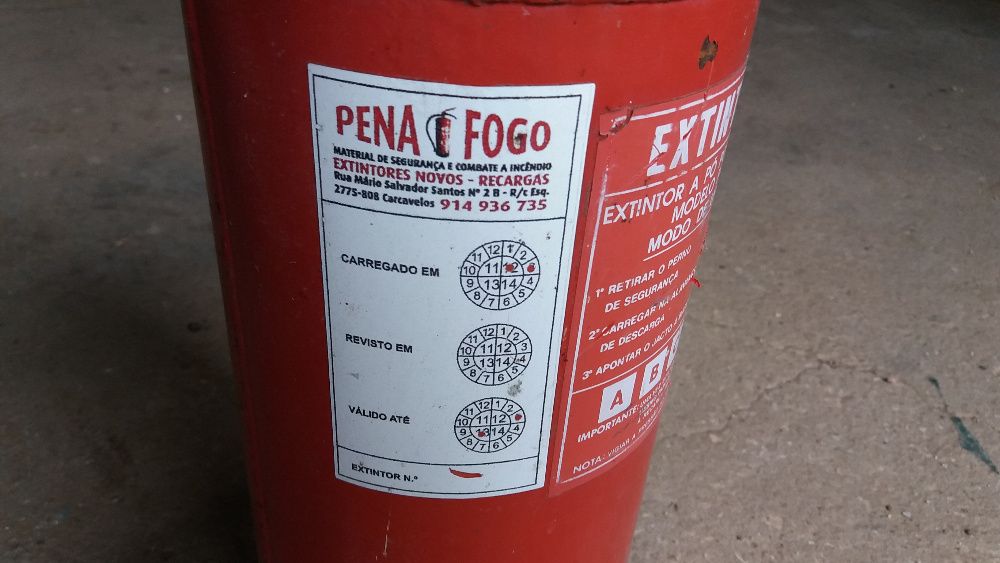 PENA FOGO
MATERIAL DE SEGURANÇA E COMBATE A INCÊNDIO
EXTINTORES NOVOS - RECARGAS
Rua Mário Salvador Santos Nº 2 B - R/c Esq.
2775-808 Carcavelos 914 936 735
CARREGADO EM
12 1 2 3 4 5 6 7 8 9 10 11
11 12 13 14
REVISTO EM
12 1 2 3 4 5 6 7 8 9 10 11
11 12 13 14
VÁLIDO ATÉ
12 1 2 3 4 5 6 7 8 9 10 11
11 12 13 14
EXTINTOR N.º
EXTIN
EXTINTOR A PÓ
MODELO
MODO DE
1º RETIRAR O PERNO
DE SEGURANÇA
2º CARREGAR NA
DE DESCARGA
3º APONTAR O JACTO À
A B
IMPORTANTE:
NOTA: VIGIAR A